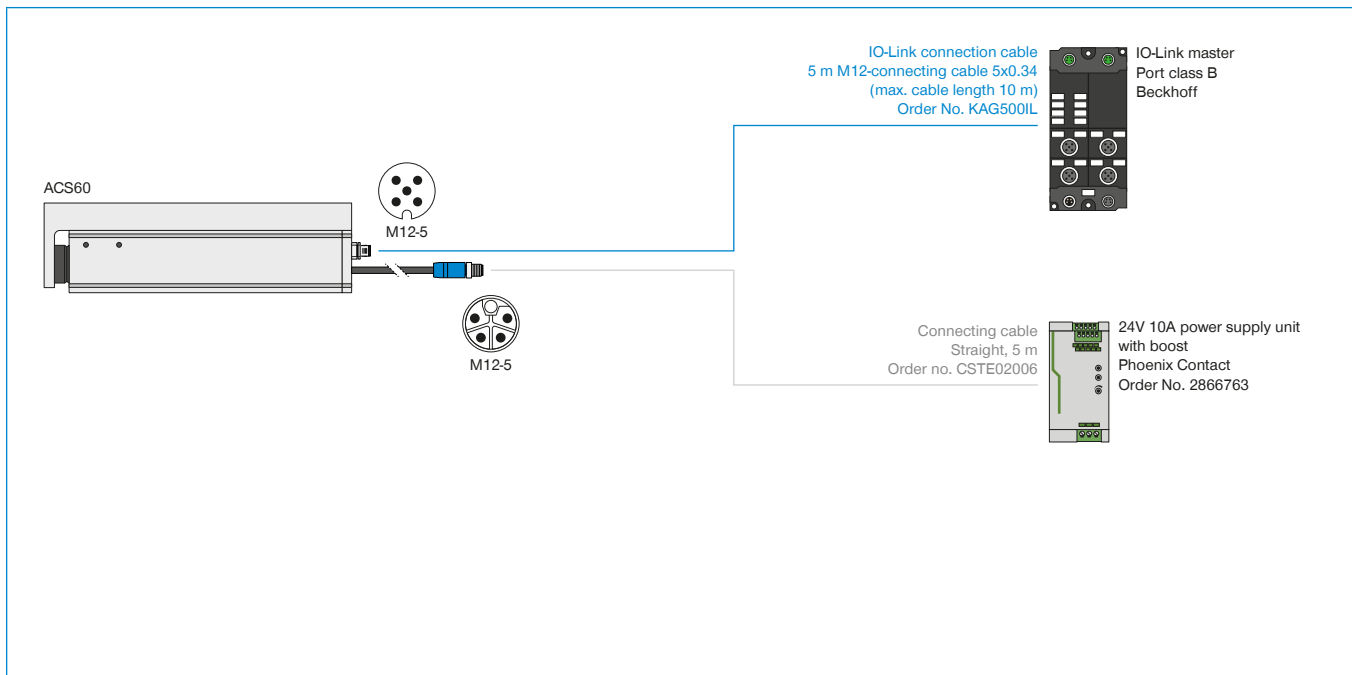 IO-Link connection cable
5 m M12-connecting cable 5x0.34
(max. cable length 10 m)
Order No. KAG500IL
IO-Link master
Port class B
Beckhoff
ACS60
M12-5
M12-5
Connecting cable
Straight, 5 m
Order no. CSTE02006
24V 10A power supply unit
with boost
Phoenix Contact
Order No. 2866763